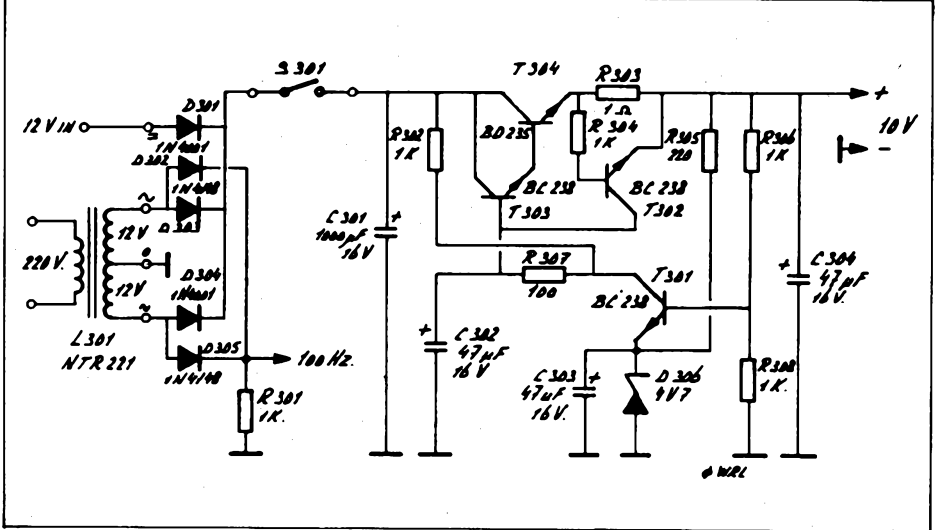 S301
T304
R303
1Ω
+
10V
-
D301
1N4001
12V IN
D302
1N4148
D303
R302
1K
BD235
R304
1K
R305
220
R306
1K
BC238
T303
BC238
T302
~
12V
0
12V
~
220V.
C301
1000µF
16V
+
D304
1N4001
R307
100
T301
BC238
+
C304
47µF
16V.
L301
NTR221
D305
1N4148
100 Hz.
R301
1K.
+
C302
47µF
16V
C303
47µF
16V.
+
D306
4V7
R308
1K.
φ WRL